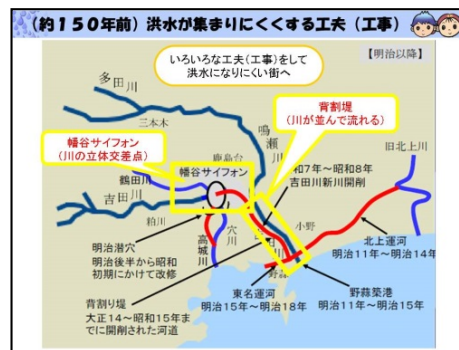 (約150年前)洪水が集まりにくくする工夫(工事)
【明治以降】
いろいろな工夫(工事)をして
洪水になりにくい街へ
多田川
三本木
鳴瀬川
背割堤
(川が並んで流れる)
旧北上川
幡谷サイフォン
(川の立体交差点)
鹿島台
幡谷サイフォン
鶴田川
吉田川
粕川
和7年~昭和8年
吉田川新川開削
小野
穴川
高城川
明治潜穴
明治後半から昭和
初期にかけて改修
北上運河
明治11年~明治14年
野蒜
背割り堤
大正14~昭和15年ま
でに開削された河道
東名運河
明治15年~明治18年
野蒜築港
明治11年~明治15年